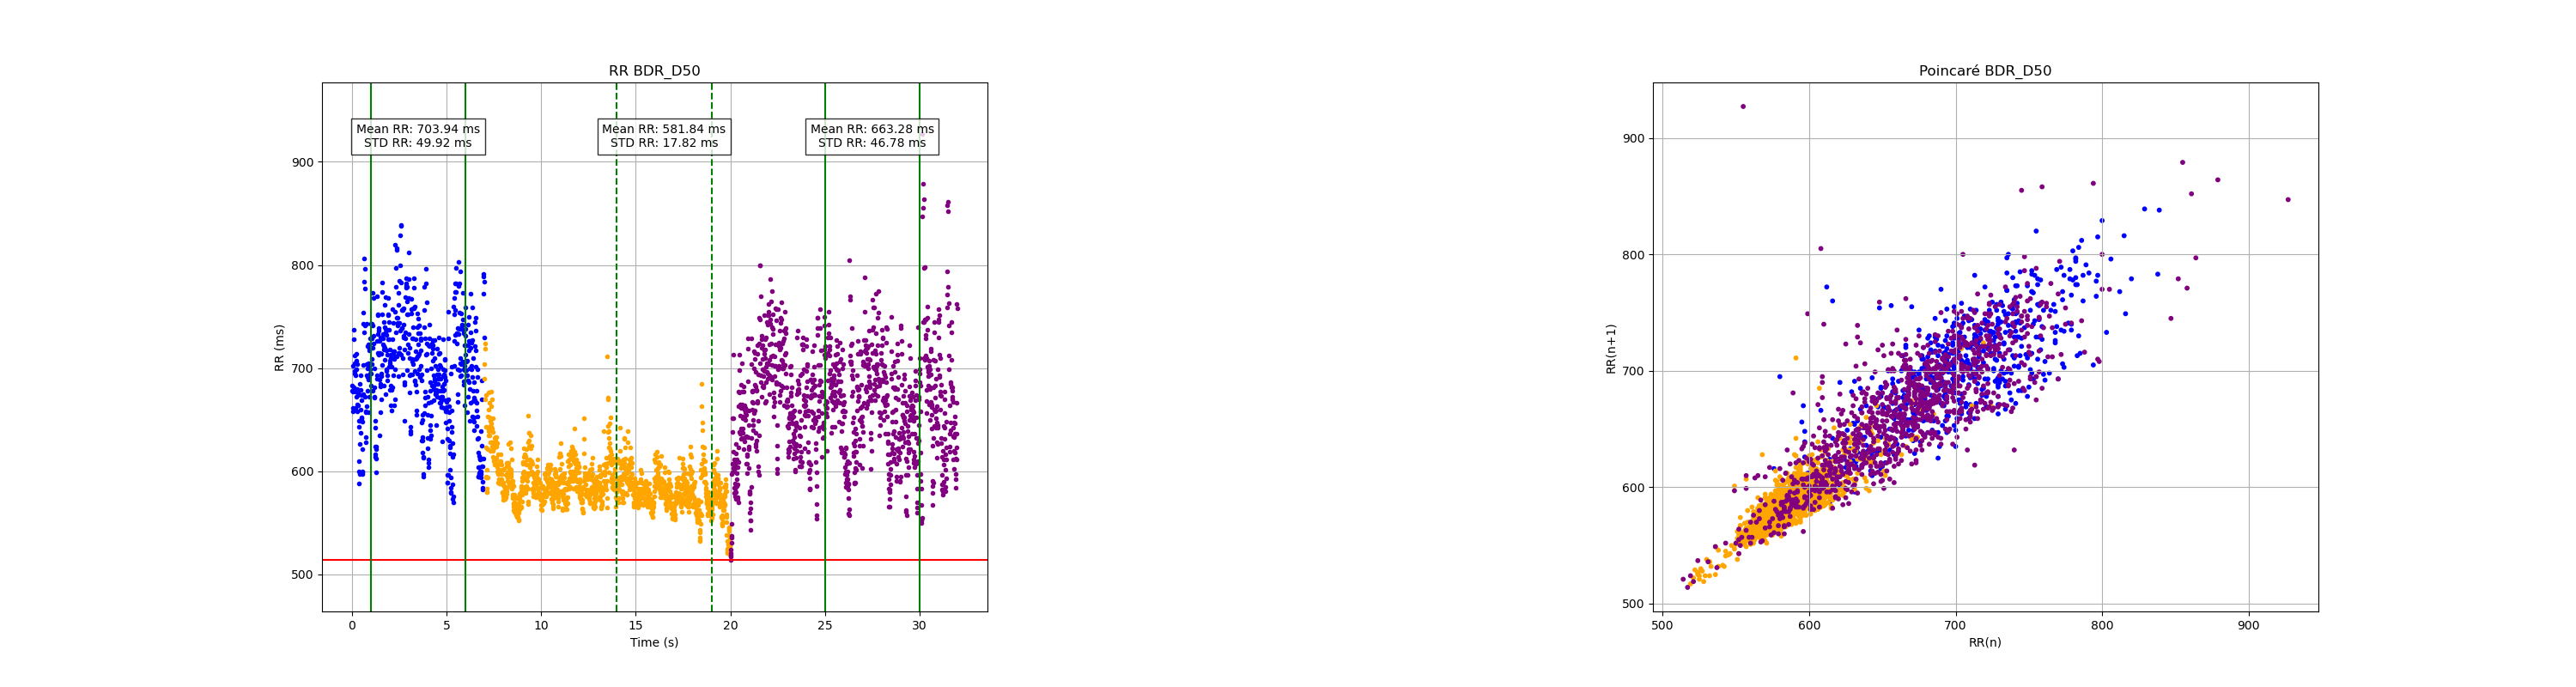 RR BDR_D50
Mean RR: 703.94 ms
STD RR: 49.92 ms
Mean RR: 581.84 ms
STD RR: 17.82 ms
Mean RR: 663.28 ms
STD RR: 46.78 ms
RR (ms)
900
800
700
600
500
0 5 10 15 20 25 30
Time (s)
Poincaré BDR_D50
RR(n+1)
900
800
700
600
500
500 600 700 800 900
RR(n)